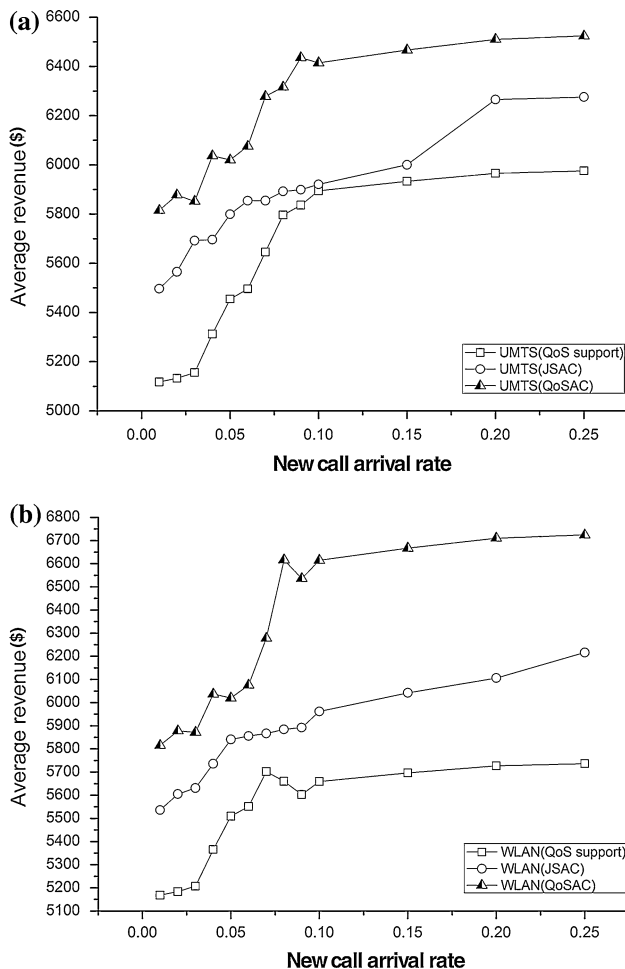 (a)
6600
6400
6200
6000
5800
5600
5400
5200
5000
Average revenue($)
UMTS(QoS support)
UMTS(JSAC)
UMTS(QoSAC)
0.00 0.05 0.10 0.15 0.20 0.25
New call arrival rate
(b)
6800
6700
6600
6500
6400
6300
6200
6100
6000
5900
5800
5700
5600
5500
5400
5300
5200
5100
Average revenue($)
WLAN(QoS support)
WLAN(JSAC)
WLAN(QoSAC)
0.00 0.05 0.10 0.15 0.20 0.25
New call arrival rate